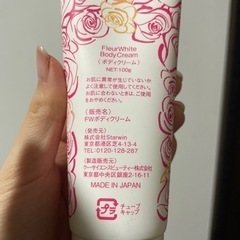 FleurWhite
Body Cream
〈ボディクリーム〉
NET:100g
お肌に異常が生じていないか
よく注意して使用してください。
お肌に合わないときは、ご使用
をおやめください。
〈販売名〉
FWボディクリーム
〈発売元〉
株式会社Starwin
東京都港区芝4-13-4
TEL:0120-128-287
〈製造販売元〉
東京都中央区銀座2-16-11
MADE IN JAPAN
プラ
チューブ
キャップ